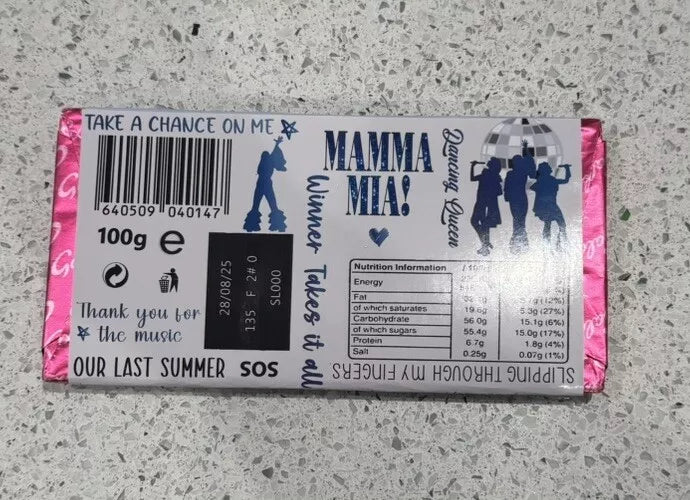 TAKE A CHANCE ON ME
640509 040147
100g e
28/08/25
135 F 2# 0
SL000
Thank you for
the music
OUR LAST SUMMER SOS
Winner Takes it all
MAMMA
MIA!
Dancing Queen
Nutrition Information
Energy
Fat
of which saturates 19.6g 5.3g (27%)
Carbohydrate 56.0g 15.1g (6%)
of which sugars 55.4g 15.0g (17%)
Protein 6.7g 1.8g (4%)
Salt 0.25g 0.07g (1%)
SLIPPING THROUGH MY FINGERS